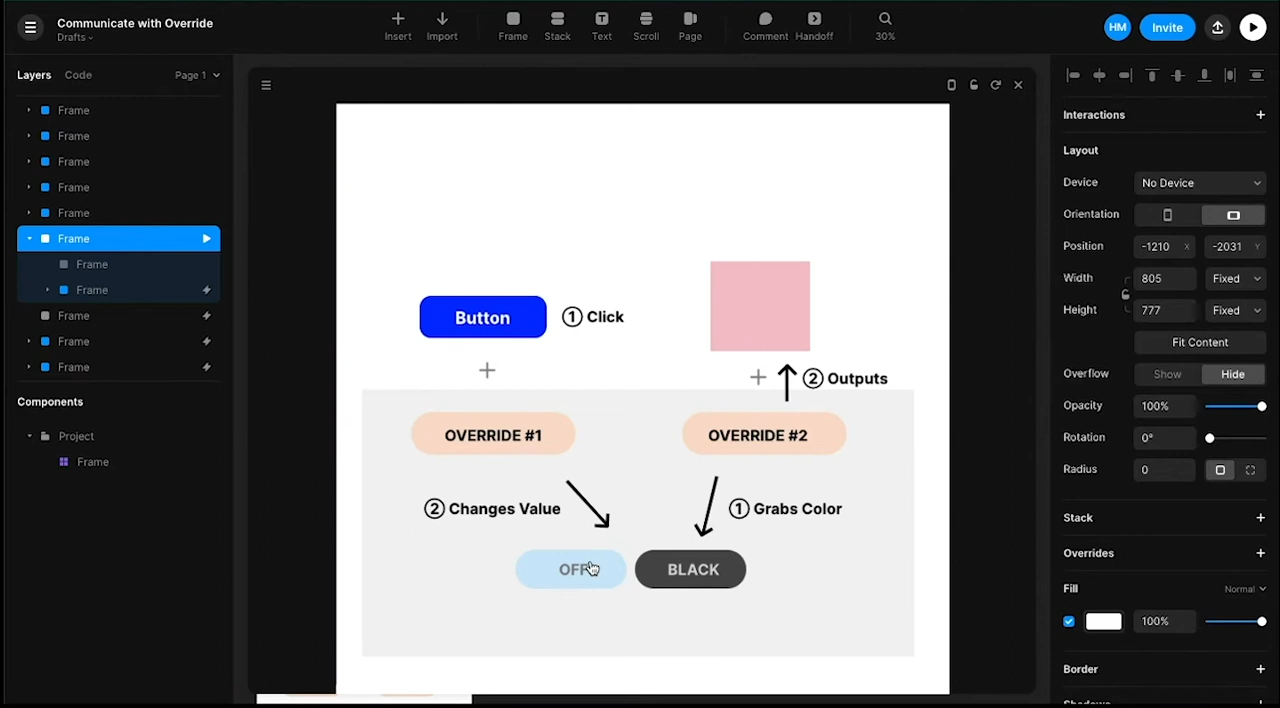 Communicate with Override
Drafts
Insert
Import
Frame
Stack
Text
Scroll
Page
Comment
Handoff
30%
HM
Invite
Layers
Code
Page 1
Frame
Frame
Frame
Frame
Frame
Frame
Frame
Frame
Frame
Frame
Frame
Components
Project
Frame
Button
① Click
② Outputs
OVERRIDE #1
OVERRIDE #2
② Changes Value
① Grabs Color
OFF
BLACK
Interactions
Layout
Device
No Device
Orientation
Position
-1210
X
-2031
Y
Width
805
Fixed
Height
777
Fixed
Fit Content
Overflow
Show
Hide
Opacity
100%
Rotation
0°
Radius
0
Stack
Overrides
Fill
Normal
100%
Border
Shadows